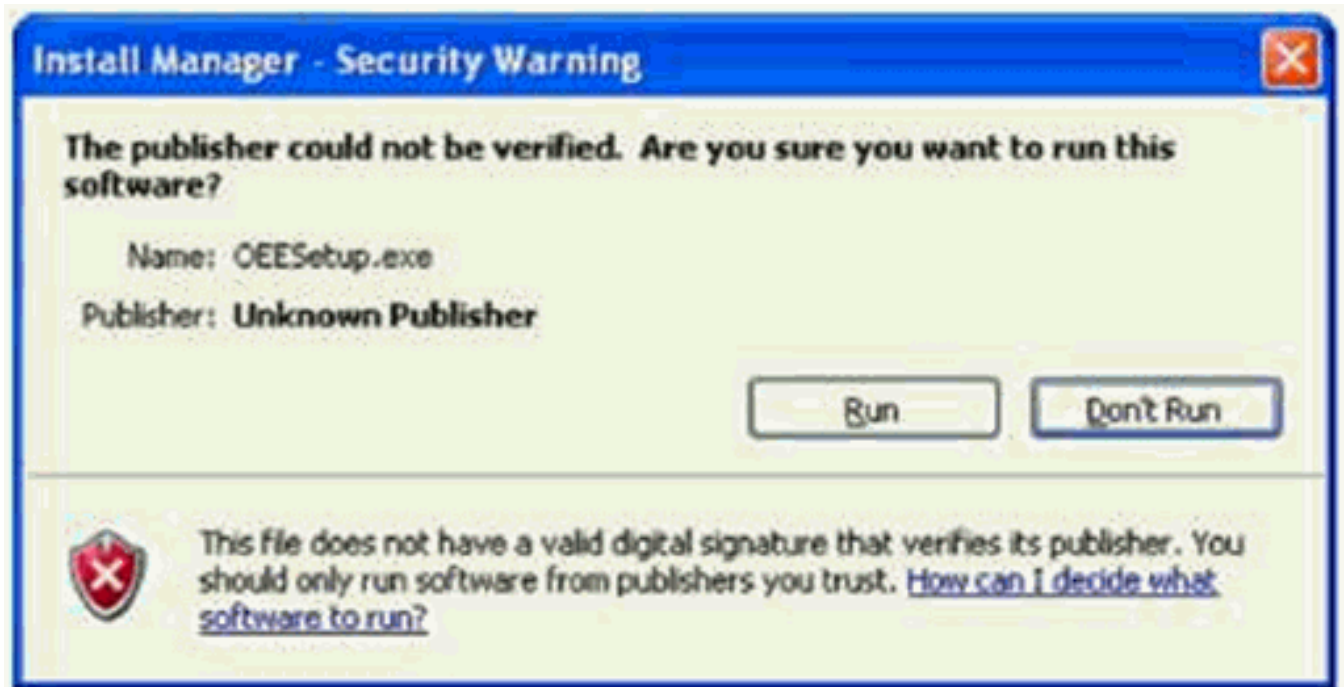 Install Manager - Security Warning
The publisher could not be verified. Are you sure you want to run this
software?
Name: OEESetup.exe
Publisher: Unknown Publisher
Run
Don't Run
This file does not have a valid digital signature that verifies its publisher. You
should only run software from publishers you trust. How can I decide what
software to run?